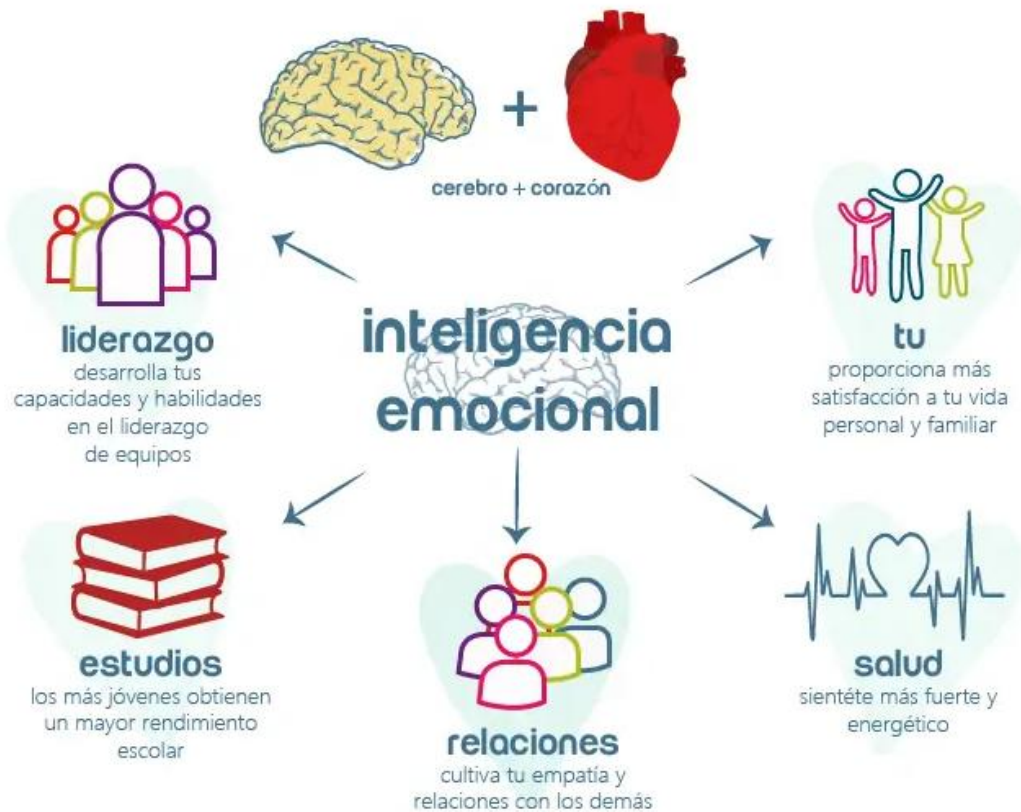 +
cerebro + corazón
inteligencia
emocional
liderazgo
desarrolla tus
capacidades y habilidades
en el liderazgo
de equipos
tu
proporciona más
satisfacción a tu vida
personal y familiar
estudios
los más jóvenes obtienen
un mayor rendimiento
escolar
relaciones
cultiva tu empatía y
relaciones con los demás
salud
sientéte más fuerte y
energético